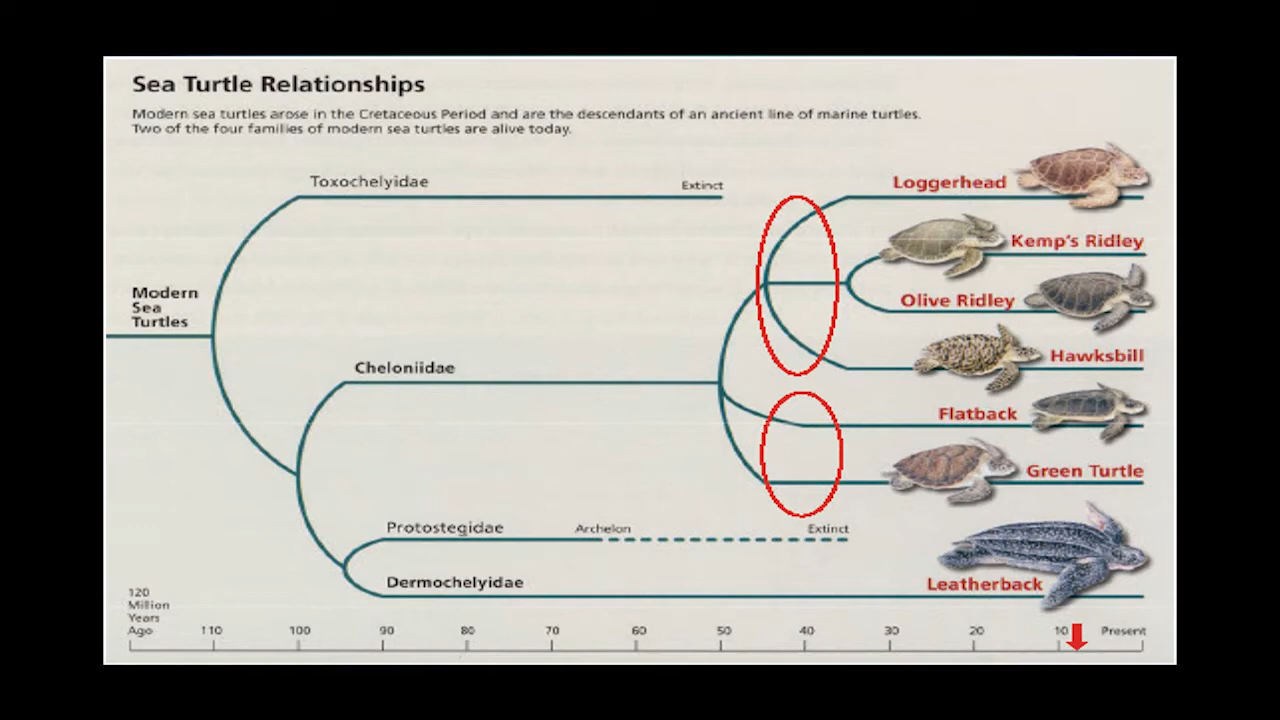 Sea Turtle Relationships
Modern sea turtles arose in the Cretaceous Period and are the descendants of an ancient line of marine turtles.
Two of the four families of modern sea turtles are alive today.
Toxochelyidae
Extinct
Loggerhead
Kemp's Ridley
Modern
Sea
Turtles
Olive Ridley
Hawksbill
Cheloniidae
Flatback
Green Turtle
Protostegidae
Archelon
Extinct
Dermochelyidae
Leatherback
120
Million
Years
Ago
110
100
90
80
70
60
50
40
30
20
10
Present